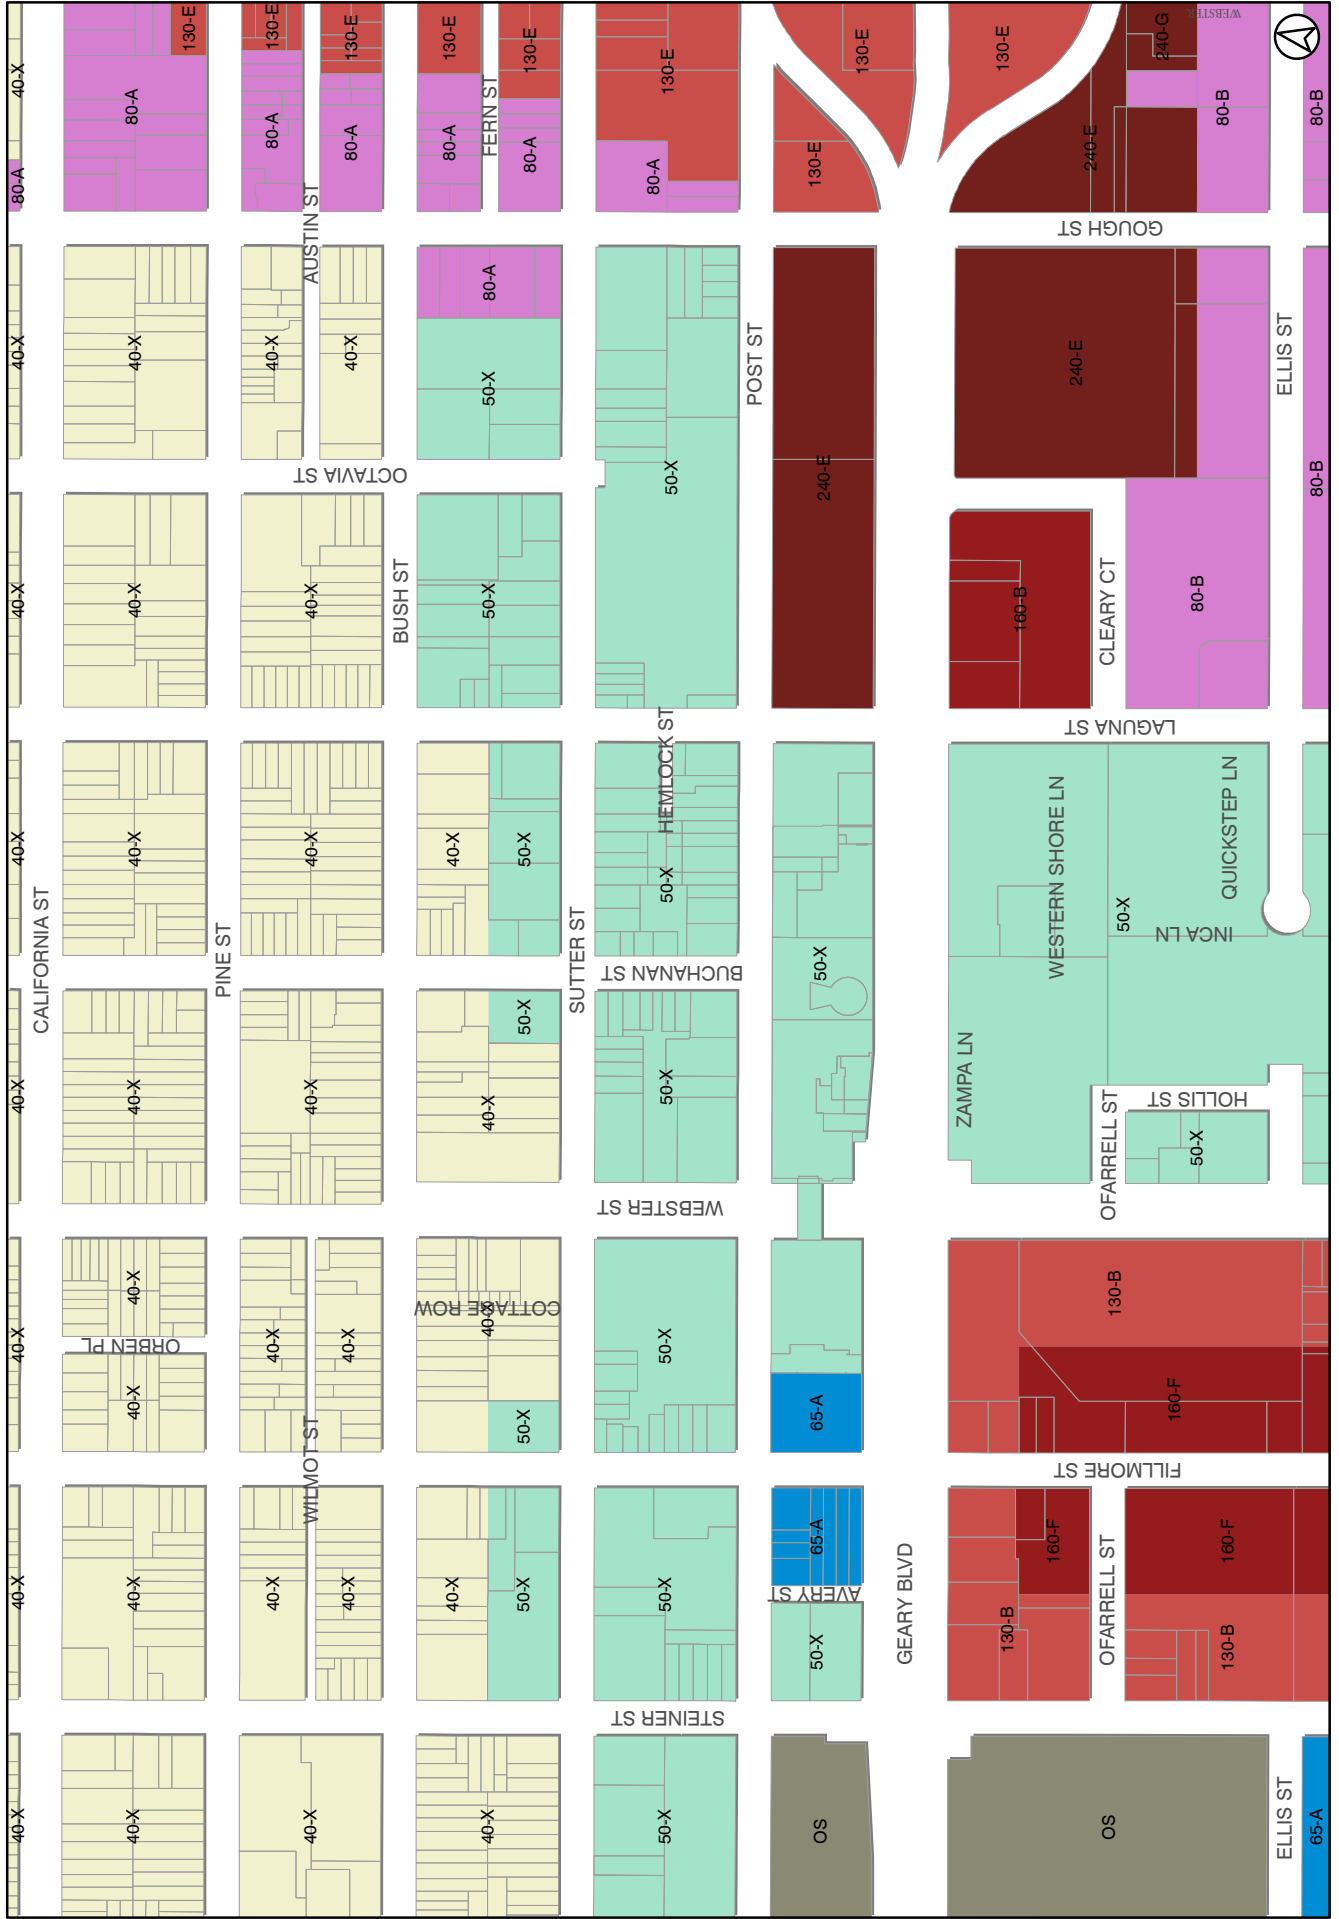 40-X
40-X
40-X
40-X
40-X
40-X
40-X
80-A
40-X
CALIFORNIA ST
40-X
40-X
40-X
ORBEN PL
40-X
40-X
40-X
40-X
40-X
80-A
130-E
PINE ST
40-X
40-X
40-X
WILMOT ST
40-X
40-X
40-X
40-X
40-X
OCTAVIA ST
40-X
40-X
AUSTIN ST
80-A
80-A
130-E
130-E
BUSH ST
40-X
40-X
50-X
50-X
40-X
COTTAGE ROW
40-X
50-X
40-X
50-X
50-X
50-X
80-A
80-A
FERN ST
80-A
130-E
130-E
SUTTER ST
50-X
STEINER ST
50-X
50-X
WEBSTER ST
50-X
BUCHANAN ST
50-X
HEMLOCK ST
50-X
80-A
130-E
POST ST
OS
50-X
AVERY ST
65-A
65-A
50-X
240-E
130-E
130-E
GEARY BLVD
OS
130-B
160-F
FILLMORE ST
130-B
160-F
ZAMPA LN
WESTERN SHORE LN
50-X
INCA LN
QUICKSTEP LN
LAGUNA ST
160-B
240-E
GOUGH ST
240-E
130-E
240-G
OFARRELL ST
130-B
160-F
OFARRELL ST
HOLLIS ST
50-X
CLEARY CT
80-B
80-B
WEBSTER
ELLIS ST
ELLIS ST
65-A
80-B
80-B